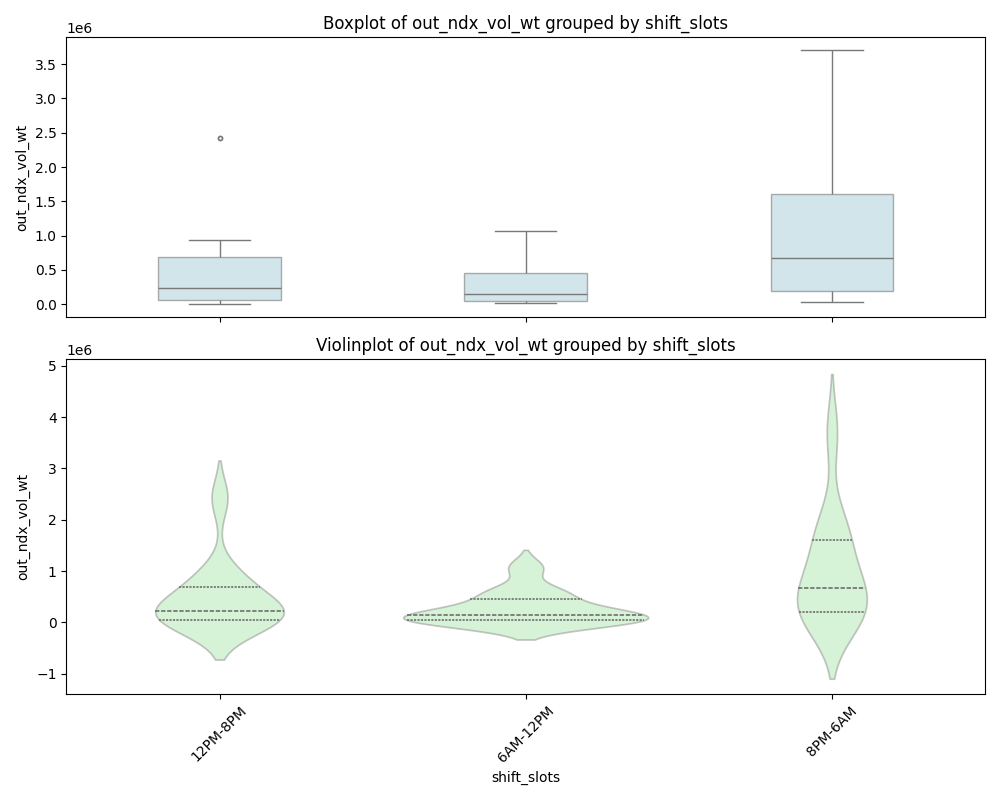 Boxplot of out_ndx_vol_wt grouped by shift_slots
1e6
3.5
3.0
2.5
2.0
1.5
1.0
0.5
0.0
out_ndx_vol_wt
Violinplot of out_ndx_vol_wt grouped by shift_slots
1e6
5
4
3
2
1
0
−1
out_ndx_vol_wt
12PM-8PM
6AM-12PM
8PM-6AM
shift_slots